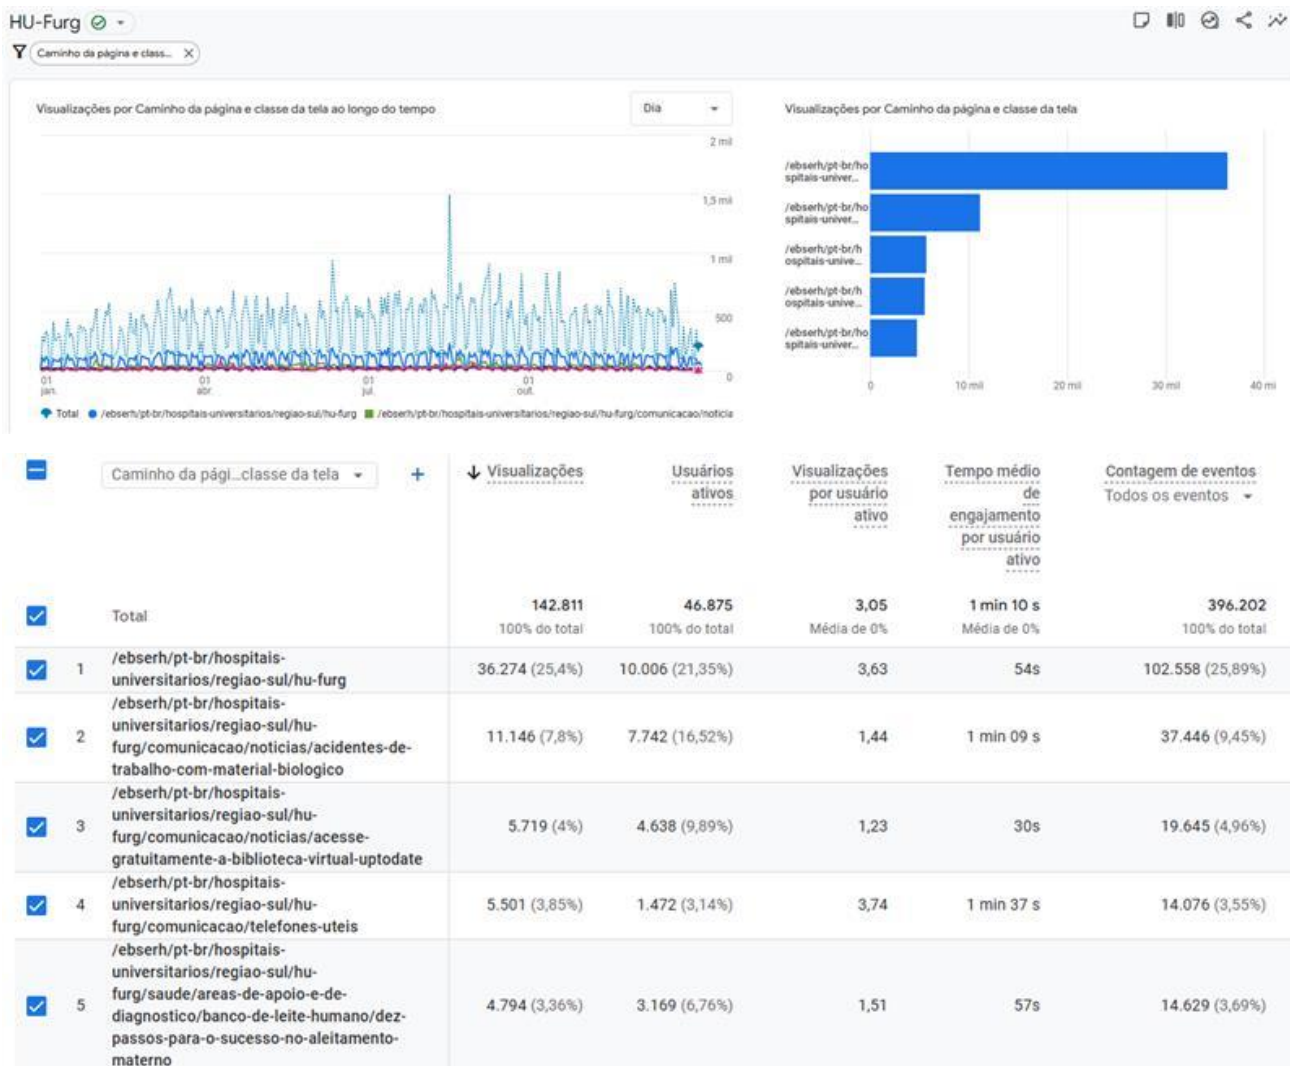 HU-Furg
Caminho da página e class...
Visualizações por Caminho da página e classe da tela ao longo do tempo
Dia
2 mil
1,5 mil
1 mil
500
0
01
jan.
01
abr.
01
jul.
01
out.
Total
/ebserh/pt-br/hospitais-universitarios/regiao-sul/hu-furg
/ebserh/pt-br/hospitais-universitarios/regiao-sul/hu-furg/comunicacao/noticia
Visualizações por Caminho da página e classe da tela
/ebserh/pt-br/ho
spitais-univer...
/ebserh/pt-br/ho
spitais-univer...
/ebserh/pt-br/h
ospitais-unive...
/ebserh/pt-br/h
ospitais-unive...
/ebserh/pt-br/ho
spitais-univer...
0
10 mil
20 mil
30 mil
40 mi
Caminho da pági...classe da tela
+
Visualizações
Usuários
ativos
Visualizações
por usuário
ativo
Tempo médio
de
engajamento
por usuário
ativo
Contagem de eventos
Todos os eventos
Total
142.811
100% do total
46.875
100% do total
3,05
Média de 0%
1 min 10 s
Média de 0%
396.202
100% do total
1
/ebserh/pt-br/hospitais-
universitarios/regiao-sul/hu-furg
36.274 (25,4%)
10.006 (21,35%)
3,63
54s
102.558 (25,89%)
2
/ebserh/pt-br/hospitais-
universitarios/regiao-sul/hu-
furg/comunicacao/noticias/acidentes-de-
trabalho-com-material-biologico
11.146 (7,8%)
7.742 (16,52%)
1,44
1 min 09 s
37.446 (9,45%)
3
/ebserh/pt-br/hospitais-
universitarios/regiao-sul/hu-
furg/comunicacao/noticias/acesse-
gratuitamente-a-biblioteca-virtual-uptodate
5.719 (4%)
4.638 (9,89%)
1,23
30s
19.645 (4,96%)
4
/ebserh/pt-br/hospitais-
universitarios/regiao-sul/hu-
furg/comunicacao/telefones-uteis
5.501 (3,85%)
1.472 (3,14%)
3,74
1 min 37 s
14.076 (3,55%)
5
/ebserh/pt-br/hospitais-
universitarios/regiao-sul/hu-
furg/saude/areas-de-apoio-e-de-
diagnostico/banco-de-leite-humano/dez-
passos-para-o-sucesso-no-aleitamento-
materno
4.794 (3,36%)
3.169 (6,76%)
1,51
57s
14.629 (3,69%)